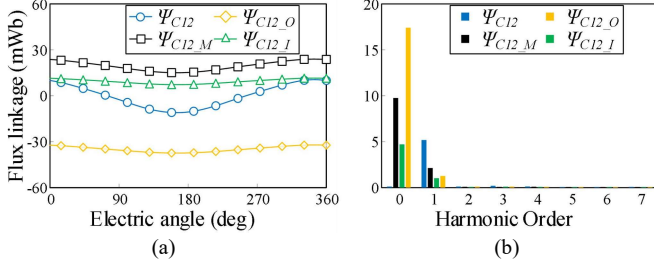 Ψ_C12 Ψ_C12_O
Ψ_C12_M Ψ_C12_I
Flux linkage (mWb)
60
30
0
-30
-60
0 90 180 270 360
Electric angle (deg)
(a)
Ψ_C12 Ψ_C12_O
Ψ_C12_M Ψ_C12_I
20
15
10
5
0
0 1 2 3 4 5 6 7
Harmonic Order
(b)